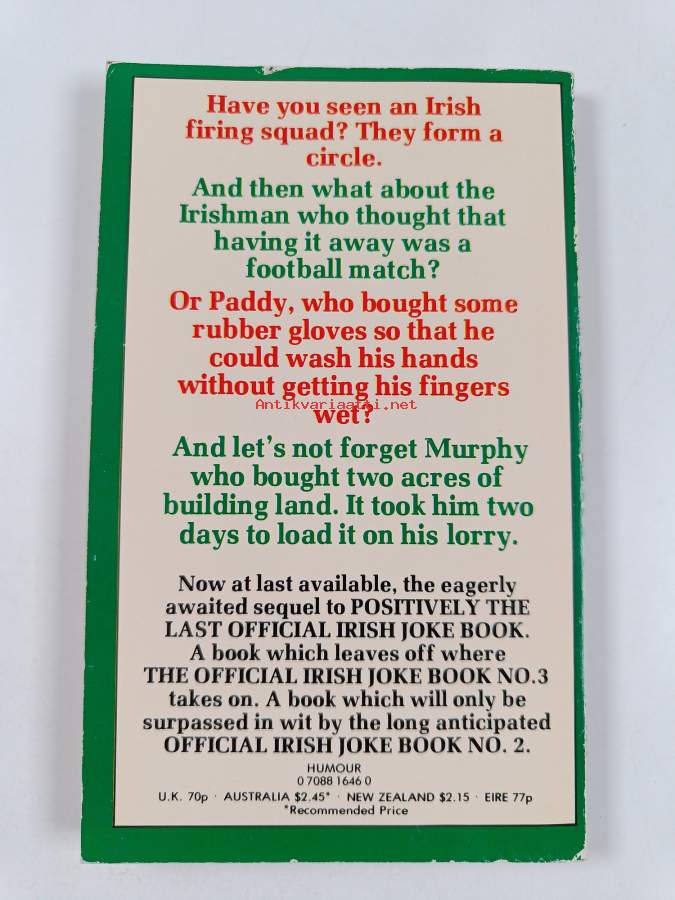 Have you seen an Irish
firing squad? They form a
circle.
And then what about the
Irishman who thought that
having it away was a
football match?
Or Paddy, who bought some
rubber gloves so that he
could wash his hands
without getting his fingers
Antikvariaatti.net
wet?
And let's not forget Murphy
who bought two acres of
building land. It took him two
days to load it on his lorry.
Now at last available, the eagerly
awaited sequel to POSITIVELY THE
LAST OFFICIAL IRISH JOKE BOOK.
A book which leaves off where
THE OFFICIAL IRISH JOKE BOOK NO.3
takes on. A book which will only be
surpassed in wit by the long anticipated
OFFICIAL IRISH JOKE BOOK NO. 2.
HUMOUR
0 7088 1646 0
U.K. 70p · AUSTRALIA $2.45* · NEW ZEALAND $2.15 · EIRE 77p
*Recommended Price